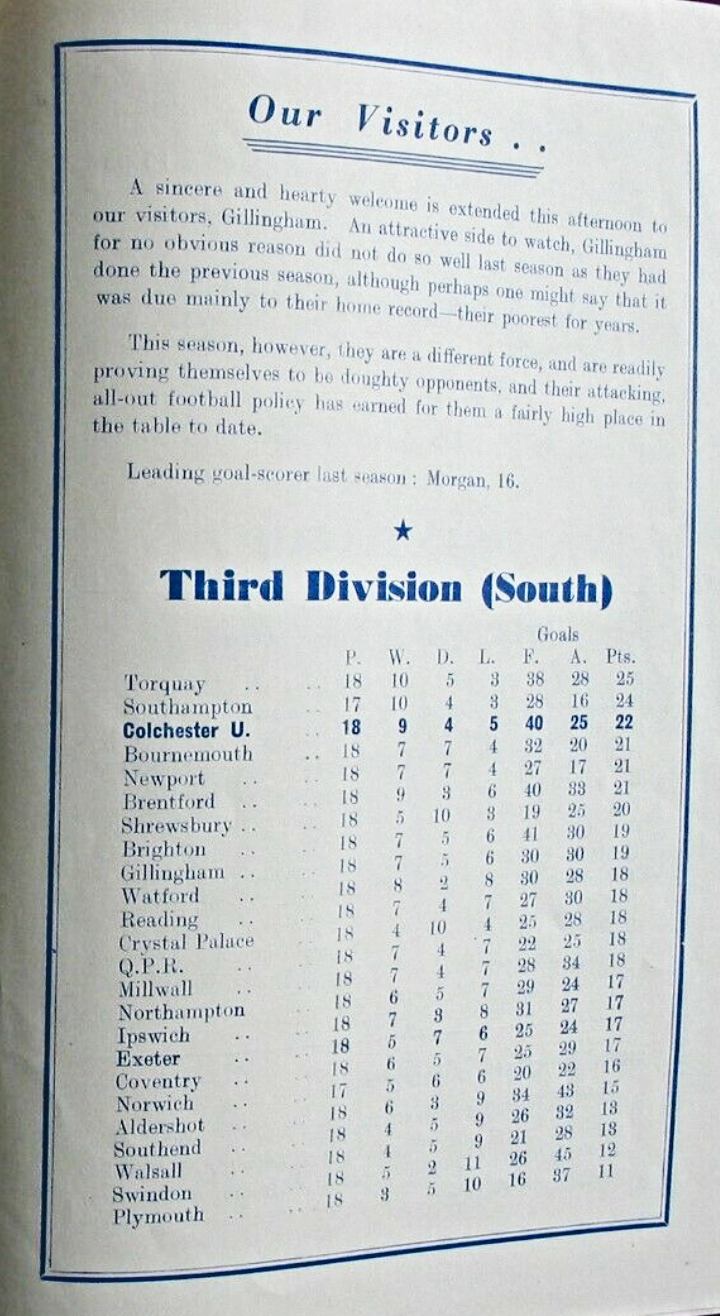 Our Visitors . .
A sincere and hearty welcome is extended this afternoon to
our visitors, Gillingham. An attractive side to watch, Gillingham
for no obvious reason did not do so well last season as they had
done the previous season, although perhaps one might say that it
was due mainly to their home record—their poorest for years.
This season, however, they are a different force, and are readily
proving themselves to be doughty opponents, and their attacking,
all-out football policy has earned for them a fairly high place in
the table to date.
Leading goal-scorer last season : Morgan, 16.
Third Division (South)
Goals
P. W. D. L. F. A. Pts.
Torquay .. .. 18 10 5 3 38 28 25
Southampton .. 17 10 4 3 28 16 24
Colchester U. .. 18 9 4 5 40 25 22
Bournemouth .. 18 7 7 4 32 20 21
Newport .. .. 18 7 7 4 27 17 21
Brentford .. .. 18 9 3 6 40 33 21
Shrewsbury .. .. 18 5 10 3 19 25 20
Brighton .. .. 18 7 5 6 41 30 19
Gillingham .. .. 18 7 5 6 30 30 19
Watford .. .. 18 8 2 8 30 28 18
Reading .. .. 18 7 4 7 27 30 18
Crystal Palace .. 18 4 10 4 25 28 18
Q.P.R. .. .. 18 7 4 7 22 25 18
Millwall .. .. 18 7 4 7 28 34 18
Northampton .. 18 6 5 7 29 24 17
Ipswich .. .. 18 7 3 8 31 27 17
Exeter .. .. 18 5 7 6 25 24 17
Coventry .. .. 18 6 5 7 25 29 17
Norwich .. .. 17 5 6 6 20 22 16
Aldershot .. .. 18 6 3 9 34 43 15
Southend .. .. 18 4 5 9 26 32 13
Walsall .. .. 18 4 5 9 21 28 13
Swindon .. .. 18 5 2 11 26 45 12
Plymouth .. .. 18 3 5 10 16 37 11